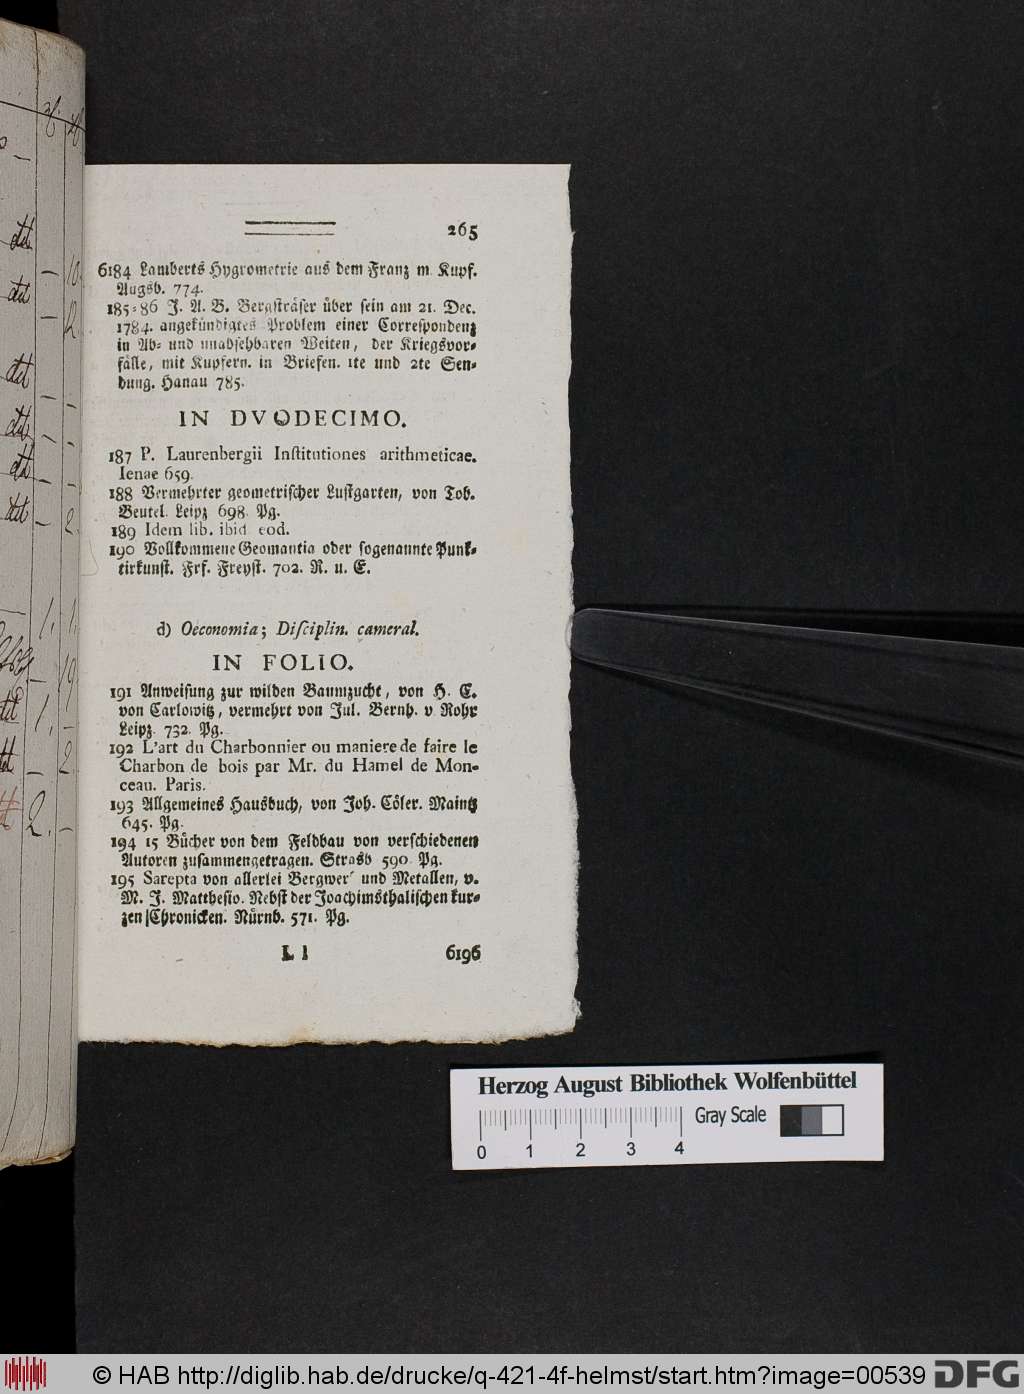 265
6184 Lamberts Hygrometrie aus dem Franz m. Kupf.
Augsb. 774.
185-86 J. A. B. Bergsträser über sein am 21. Dec.
1784. angekündigtes Problem einer Correspondenz
in Ab- und unabsehbaren Weiten, der Kriegsvor-
fälle, mit Kupfern. in Briefen. 1te und 2te Sen-
dung. Hanau 785.
IN DVODECIMO.
187 P. Laurenbergii Inſtitutiones arithmeticae.
Ienae 659.
188 Vermehrter geometrischer Lustgarten, von Tob.
Beutel. Leipz 698. Pg.
189 Idem lib. ibid. eod.
190 Vollkommene Geomantia oder sogenannte Punk-
tirkunst. Frf. Freyst. 702. R. u. E.
d) Oeconomia; Diſciplin. cameral.
IN FOLIO.
191 Anweisung zur wilden Baumzucht, von H. C.
von Carlowitz, vermehrt von Jul. Bernh. v. Rohr
Leipz. 732. Pg.
192 L'art du Charbonnier ou maniere de faire le
Charbon de bois par Mr. du Hamel de Mon-
ceau. Paris.
193 Allgemeines Hausbuch, von Joh. Cöler. Maintz
645. Pg.
194 15 Bücher von dem Feldbau von verschiedenen
Autoren zusammengetragen. Strasb 590. Pg.
195 Sarepta von allerlei Bergwerk und Metallen, v.
M. J. Matthesio. Nebst der Joachimsthalischen kur-
zen Chronicken. Nürnb. 571. Pg.
L l 6196
Herzog August Bibliothek Wolfenbüttel
0 1 2 3 4 Gray Scale
© HAB http://diglib.hab.de/drucke/q-421-4f-helmst/start.htm?image=00539 DFG